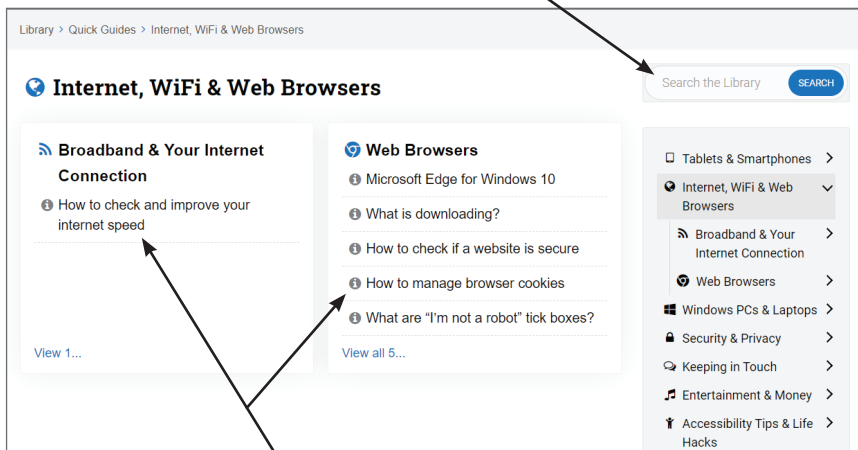 Library > Quick Guides > Internet, WiFi & Web Browsers
Internet, WiFi & Web Browsers
Search the Library
SEARCH
Broadband & Your Internet
Connection
How to check and improve your
internet speed
View 1...
Web Browsers
Microsoft Edge for Windows 10
What is downloading?
How to check if a website is secure
How to manage browser cookies
What are “I’m not a robot” tick boxes?
View all 5...
Tablets & Smartphones
Internet, WiFi & Web
Browsers
Broadband & Your
Internet Connection
Web Browsers
Windows PCs & Laptops
Security & Privacy
Keeping in Touch
Entertainment & Money
Accessibility Tips & Life
Hacks